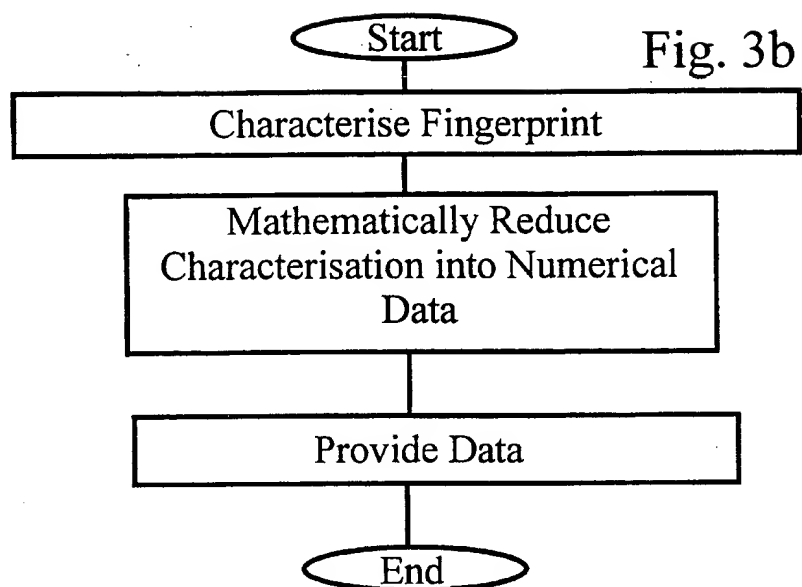 Start
Fig. 3b
Characterise Fingerprint
Mathematically Reduce
Characterisation into Numerical
Data
Provide Data
End